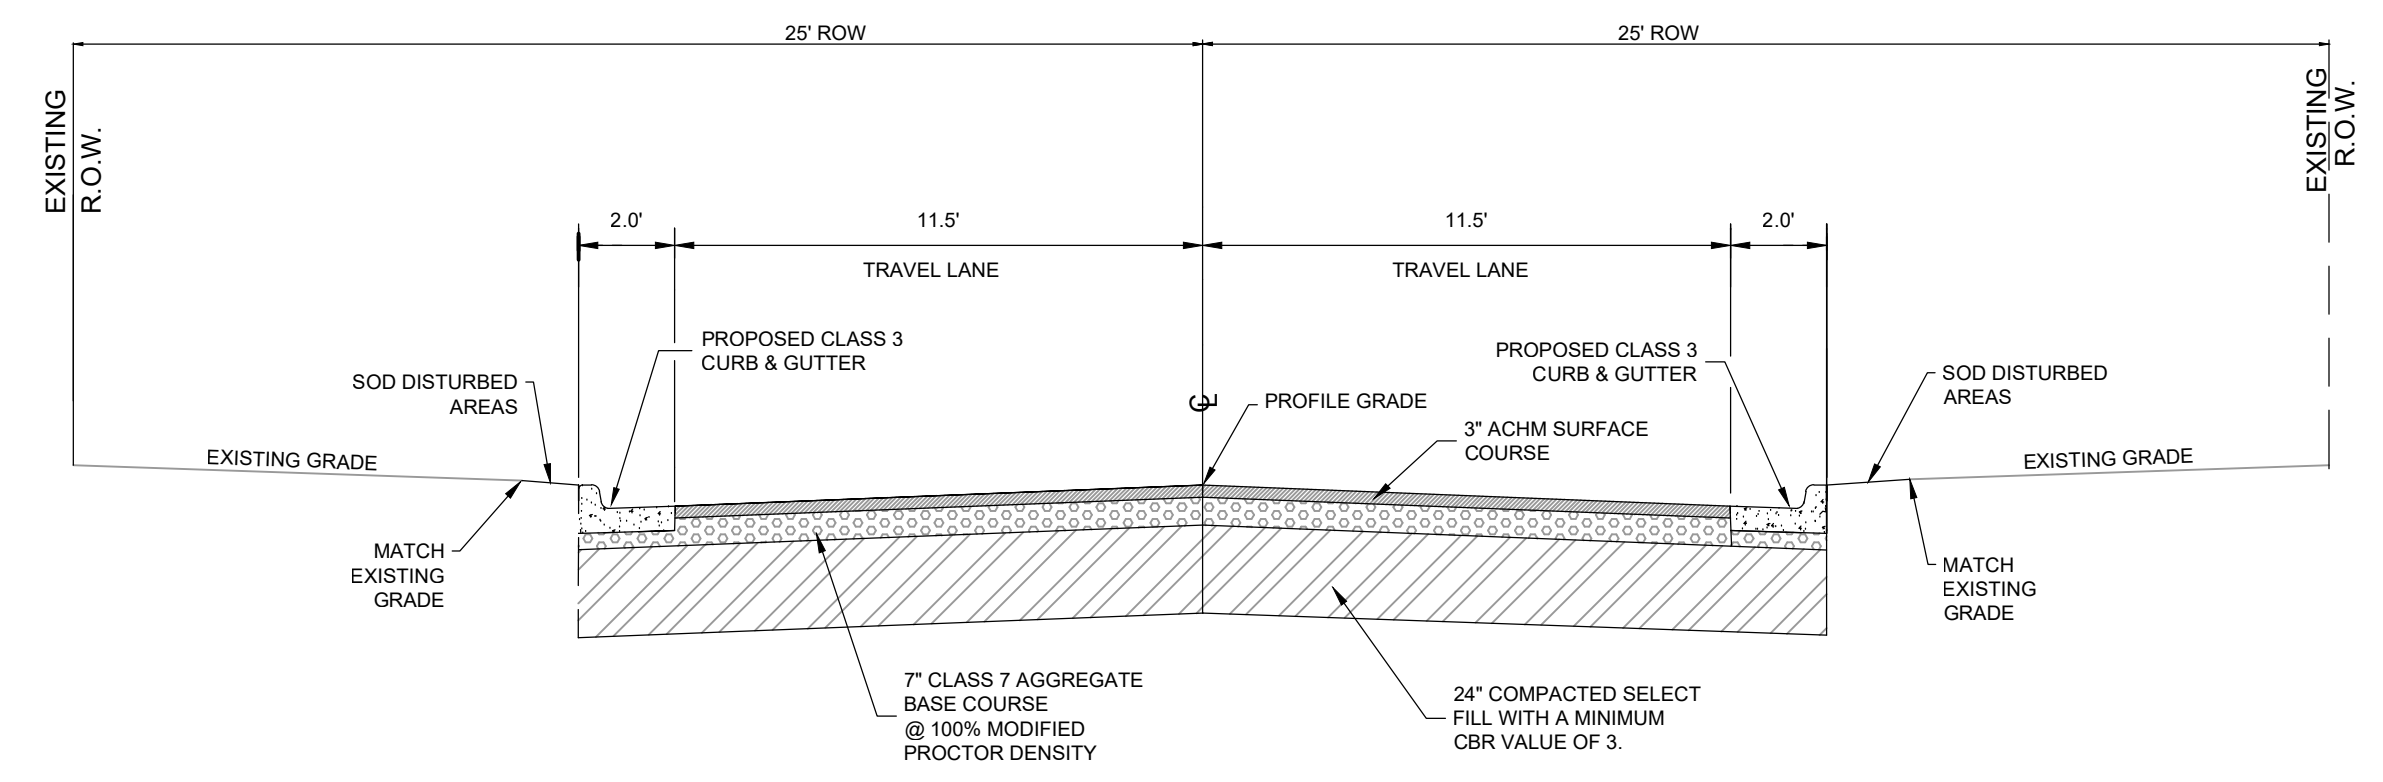 25' ROW
25' ROW
EXISTING
R.O.W.
EXISTING
R.O.W.
2.0'
11.5'
11.5'
2.0'
TRAVEL LANE
TRAVEL LANE
PROPOSED CLASS 3
CURB & GUTTER
PROPOSED CLASS 3
CURB & GUTTER
SOD DISTURBED
AREAS
SOD DISTURBED
AREAS
℄
PROFILE GRADE
3" ACHM SURFACE
COURSE
EXISTING GRADE
EXISTING GRADE
MATCH
EXISTING
GRADE
MATCH
EXISTING
GRADE
7" CLASS 7 AGGREGATE
BASE COURSE
@ 100% MODIFIED
PROCTOR DENSITY
24" COMPACTED SELECT
FILL WITH A MINIMUM
CBR VALUE OF 3.